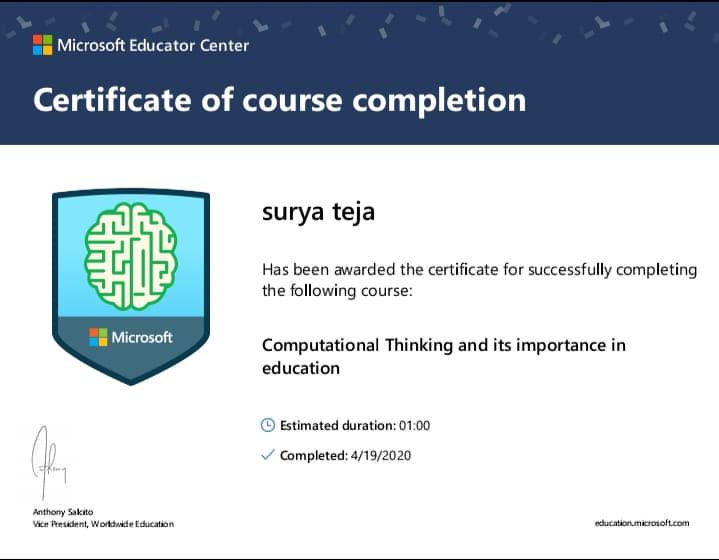 Microsoft Educator Center
Certificate of course completion
surya teja
Has been awarded the certificate for successfully completing
the following course:
Microsoft
Computational Thinking and its importance in
education
Estimated duration: 01:00
Completed: 4/19/2020
Anthony Salcito
Vice President, Worldwide Education
education.microsoft.com